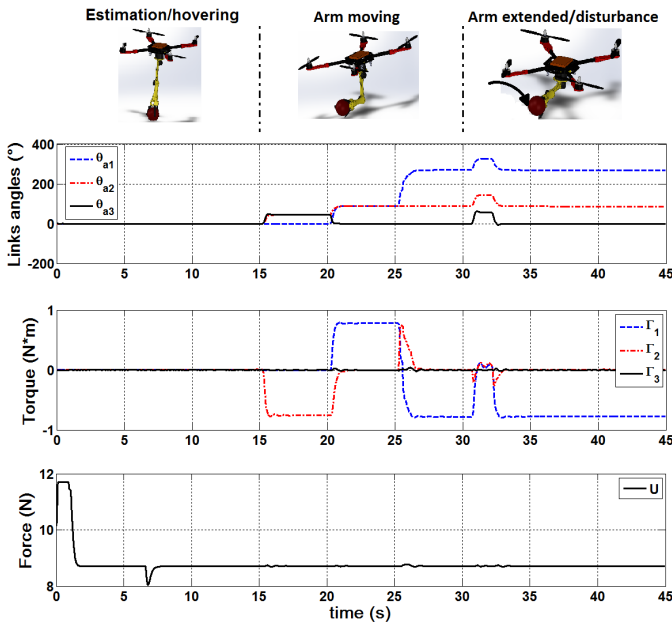 Estimation/hovering Arm moving Arm extended/disturbance
Links angles (°)
400
200
0
-200
θa1
θa2
θa3
0 5 10 15 20 25 30 35 40 45
Torque (N*m)
1
0
-1
Γ1
Γ2
Γ3
0 5 10 15 20 25 30 35 40 45
Force (N)
12
10
8
U
0 5 10 15 20 25 30 35 40 45
time (s)